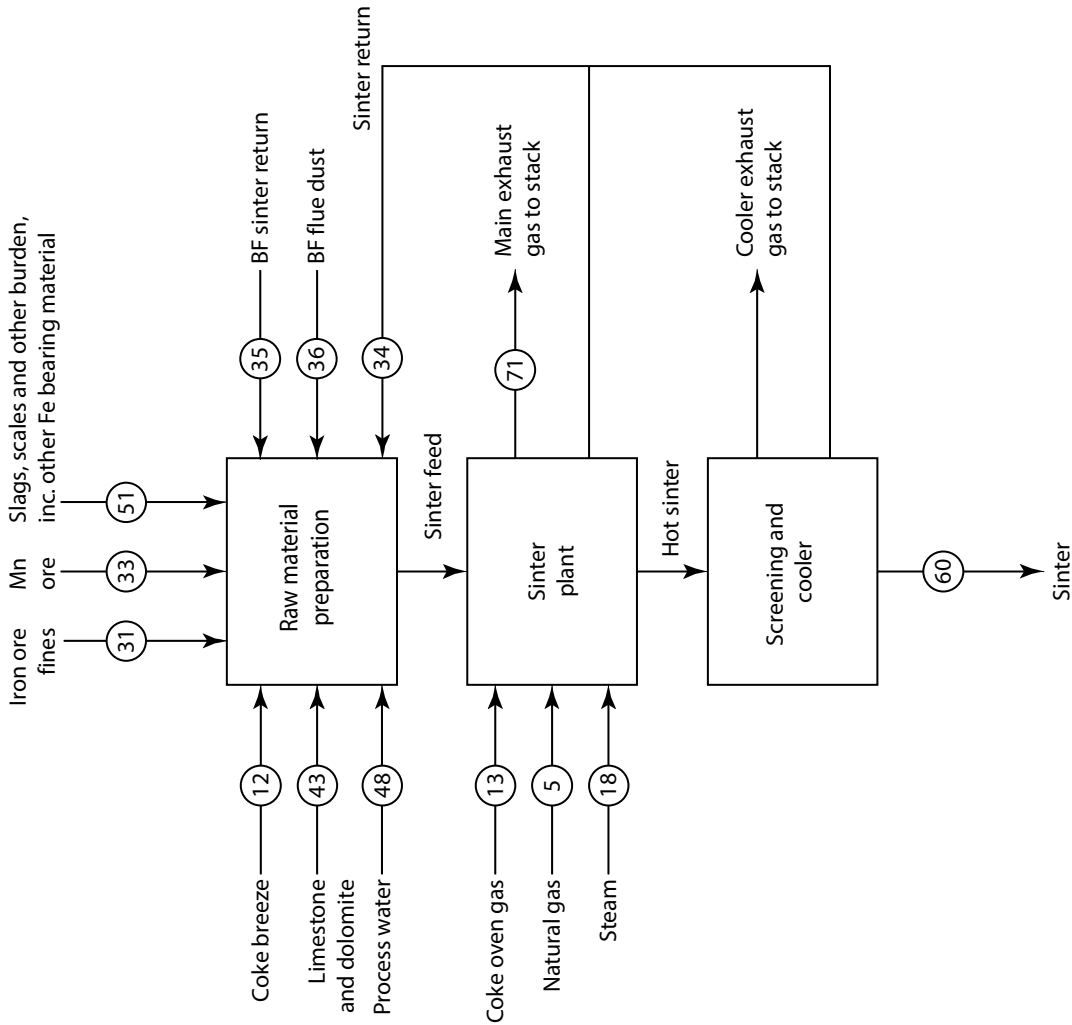 Iron ore
fines
Mn
ore
Slags, scales and other burden,
inc. other Fe bearing material
31
33
51
Coke breeze
12
Limestone
and dolomite
43
Process water
48
Raw material
preparation
35
BF sinter return
36
BF flue dust
34
Sinter return
Sinter feed
Coke oven gas
13
Natural gas
5
Steam
18
Sinter
plant
71
Main exhaust
gas to stack
Hot sinter
Screening and
cooler
Cooler exhaust
gas to stack
60
Sinter